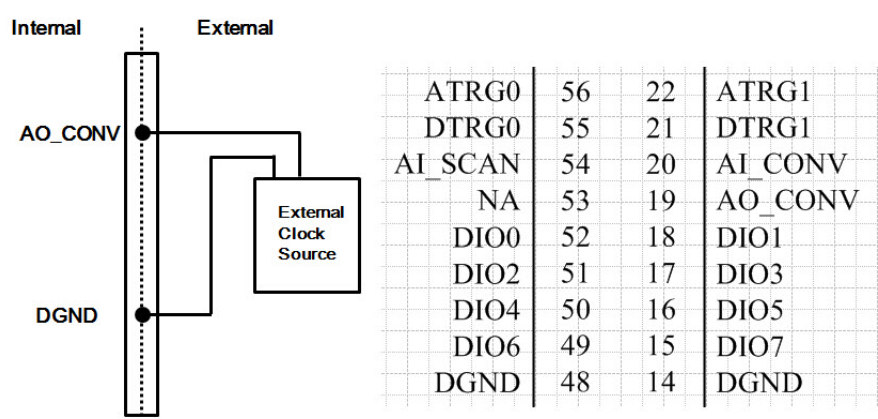 Internal External
AO_CONV
External
Clock
Source
DGND
ATRG0 56 22 ATRG1
DTRG0 55 21 DTRG1
AI_SCAN 54 20 AI_CONV
NA 53 19 AO_CONV
DIO0 52 18 DIO1
DIO2 51 17 DIO3
DIO4 50 16 DIO5
DIO6 49 15 DIO7
DGND 48 14 DGND